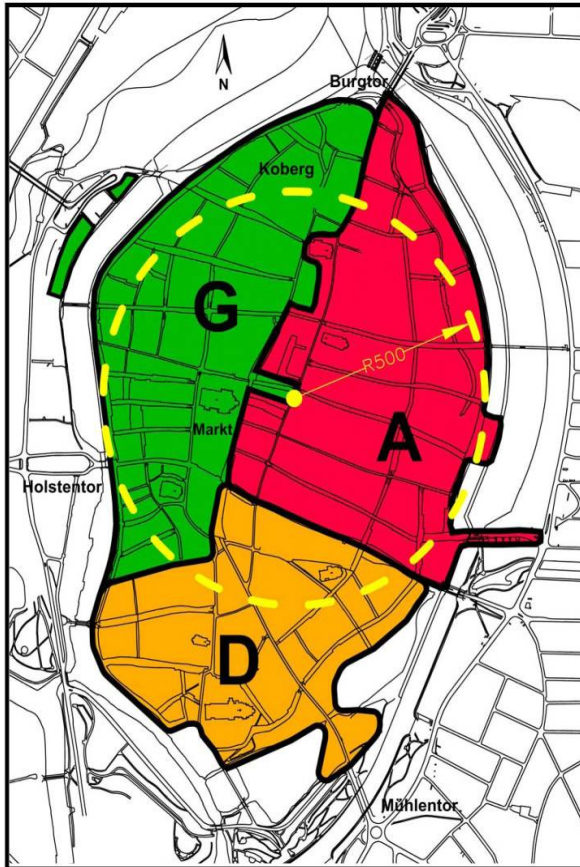 Burgtor
N
Koberg
G
R500
Markt
A
Holstentor
D
Mühlentor